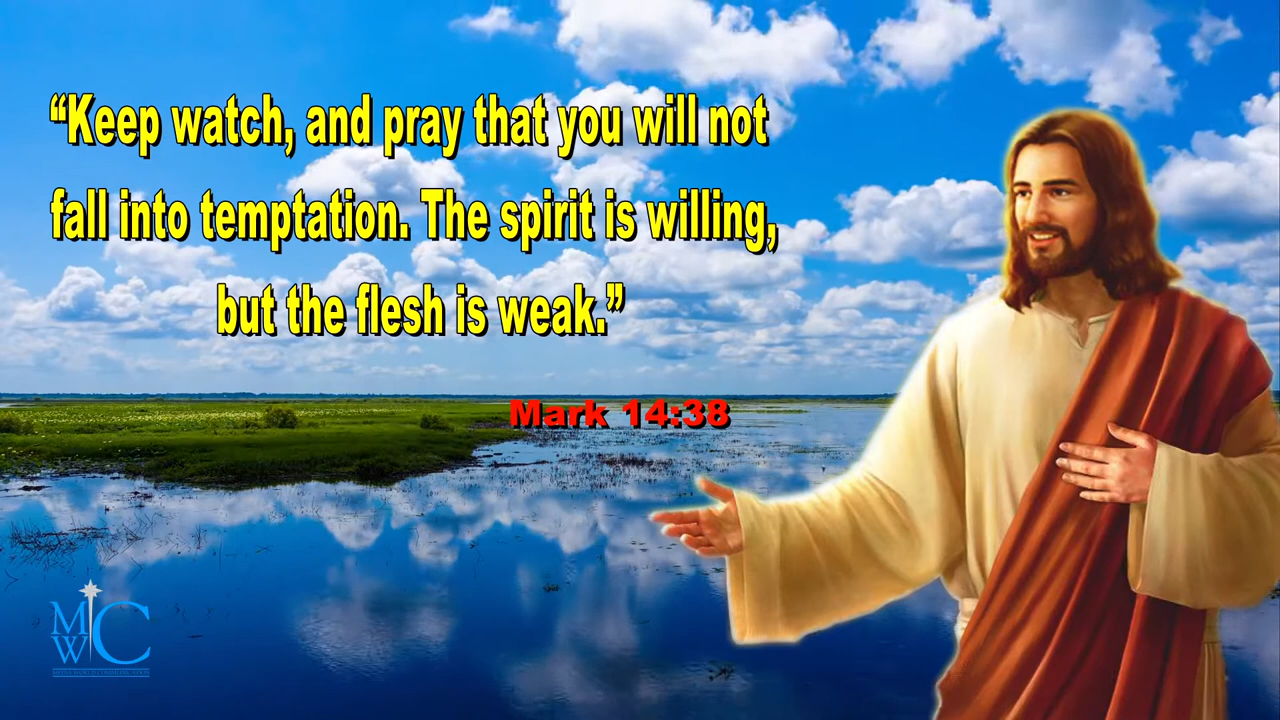 “Keep watch, and pray that you will not
fall into temptation. The spirit is willing,
but the flesh is weak.”
Mark 14:38
M C
W